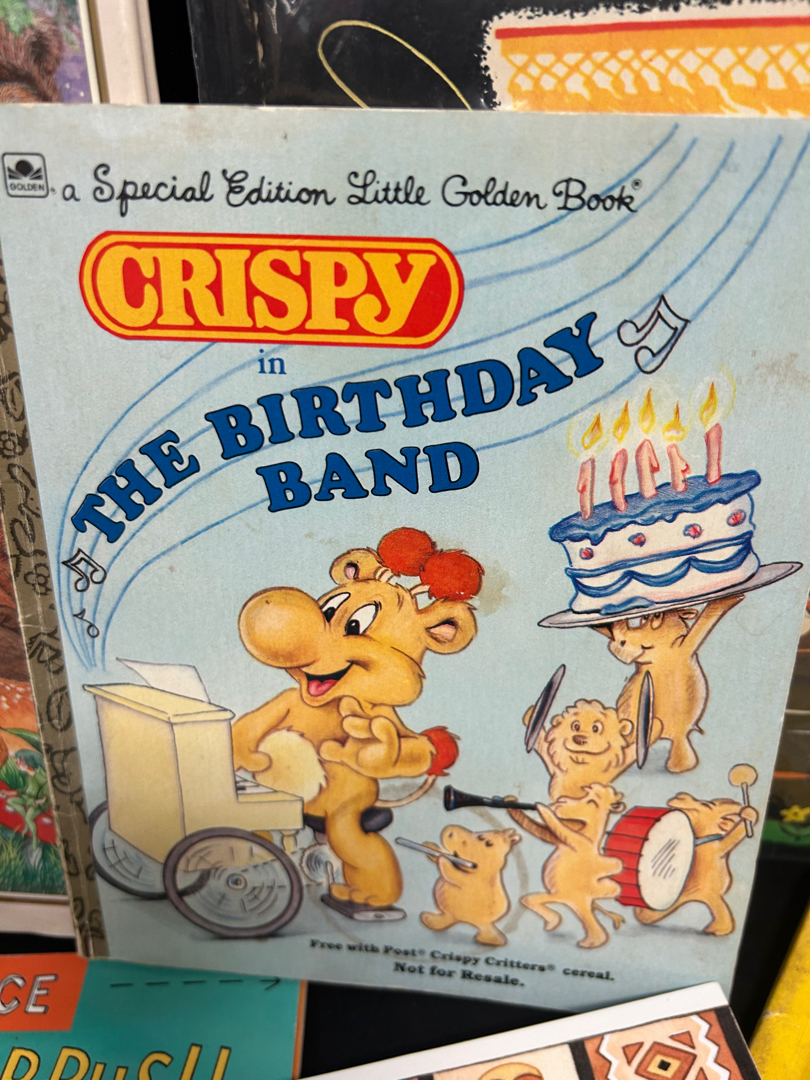 GOLDEN
a Special Edition Little Golden Book®
CRISPY
in
THE BIRTHDAY
BAND
Free with Post® Crispy Critters® cereal.
Not for Resale.
CE